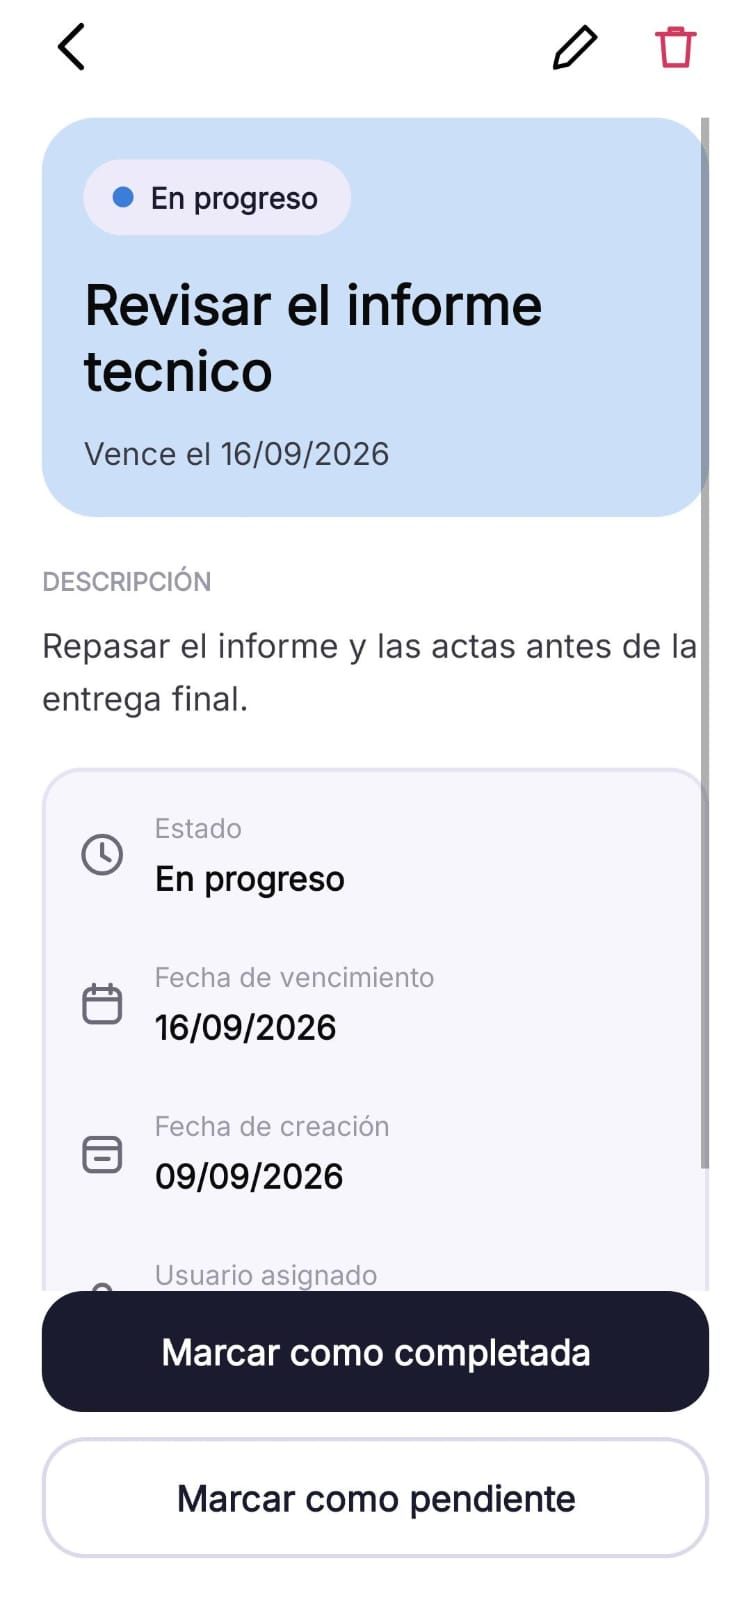 En progreso
Revisar el informe
tecnico
Vence el 16/09/2026
DESCRIPCIÓN
Repasar el informe y las actas antes de la
entrega final.
Estado
En progreso
Fecha de vencimiento
16/09/2026
Fecha de creación
09/09/2026
Usuario asignado
Marcar como completada
Marcar como pendiente